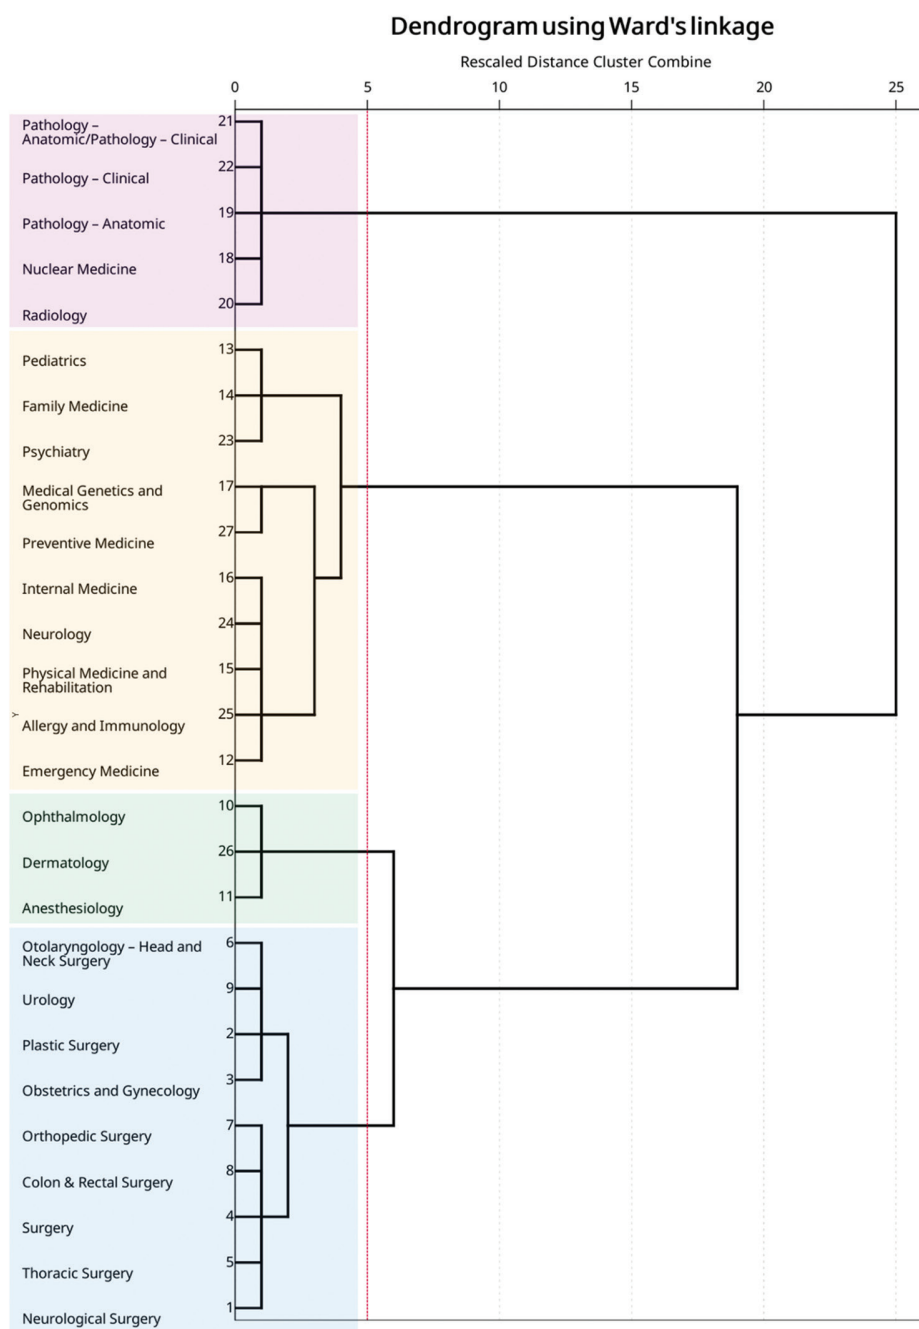 Dendrogram using Ward's linkage
Rescaled Distance Cluster Combine
0 5 10 15 20 25
Pathology –
Anatomic/Pathology – Clinical
21
Pathology – Clinical
22
Pathology – Anatomic
19
Nuclear Medicine
18
Radiology
20
Pediatrics
13
Family Medicine
14
Psychiatry
23
Medical Genetics and
Genomics
17
Preventive Medicine
27
Internal Medicine
16
Neurology
24
Physical Medicine and
Rehabilitation
15
Y
Allergy and Immunology
25
Emergency Medicine
12
Ophthalmology
10
Dermatology
26
Anesthesiology
11
Otolaryngology – Head and
Neck Surgery
6
Urology
9
Plastic Surgery
2
Obstetrics and Gynecology
3
Orthopedic Surgery
7
Colon & Rectal Surgery
8
Surgery
4
Thoracic Surgery
5
Neurological Surgery
1